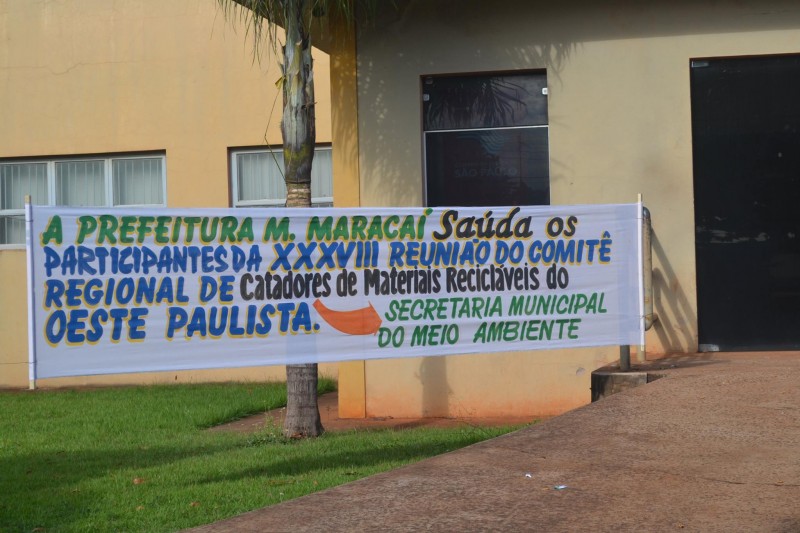 A PREFEITURA M. MARACAÍ Saúda os
PARTICIPANTES DA XXXVIII REUNIÃO DO COMITÊ
REGIONAL DE Catadores de Materiais Recicláveis do
OESTE PAULISTA. SECRETARIA MUNICIPAL
DO MEIO AMBIENTE